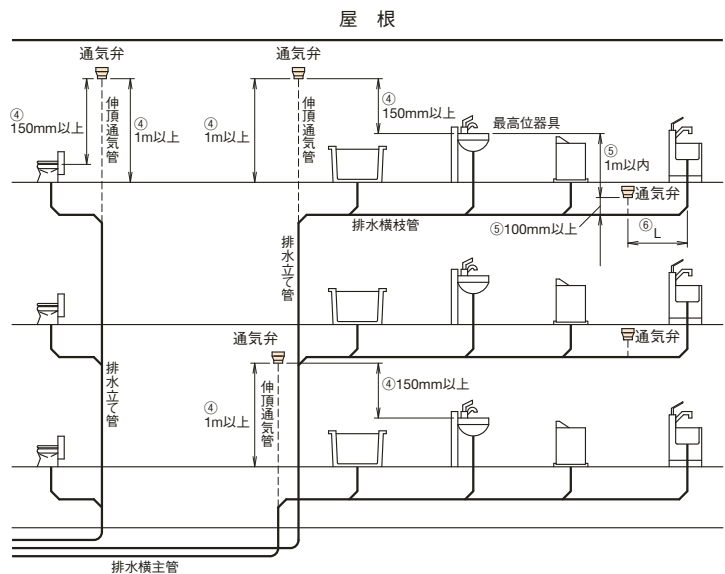 屋 根
通気弁
通気弁
④
150mm以上
伸頂通気管
④
1m以上
④
1m以上
伸頂通気管
④
150mm以上
最高位器具
⑤
1m以内
通気弁
排水横枝管
⑤100mm以上
⑥L
排水立て管
通気弁
通気弁
排水立て管
④
1m以上
伸頂通気管
④150mm以上
排水横主管